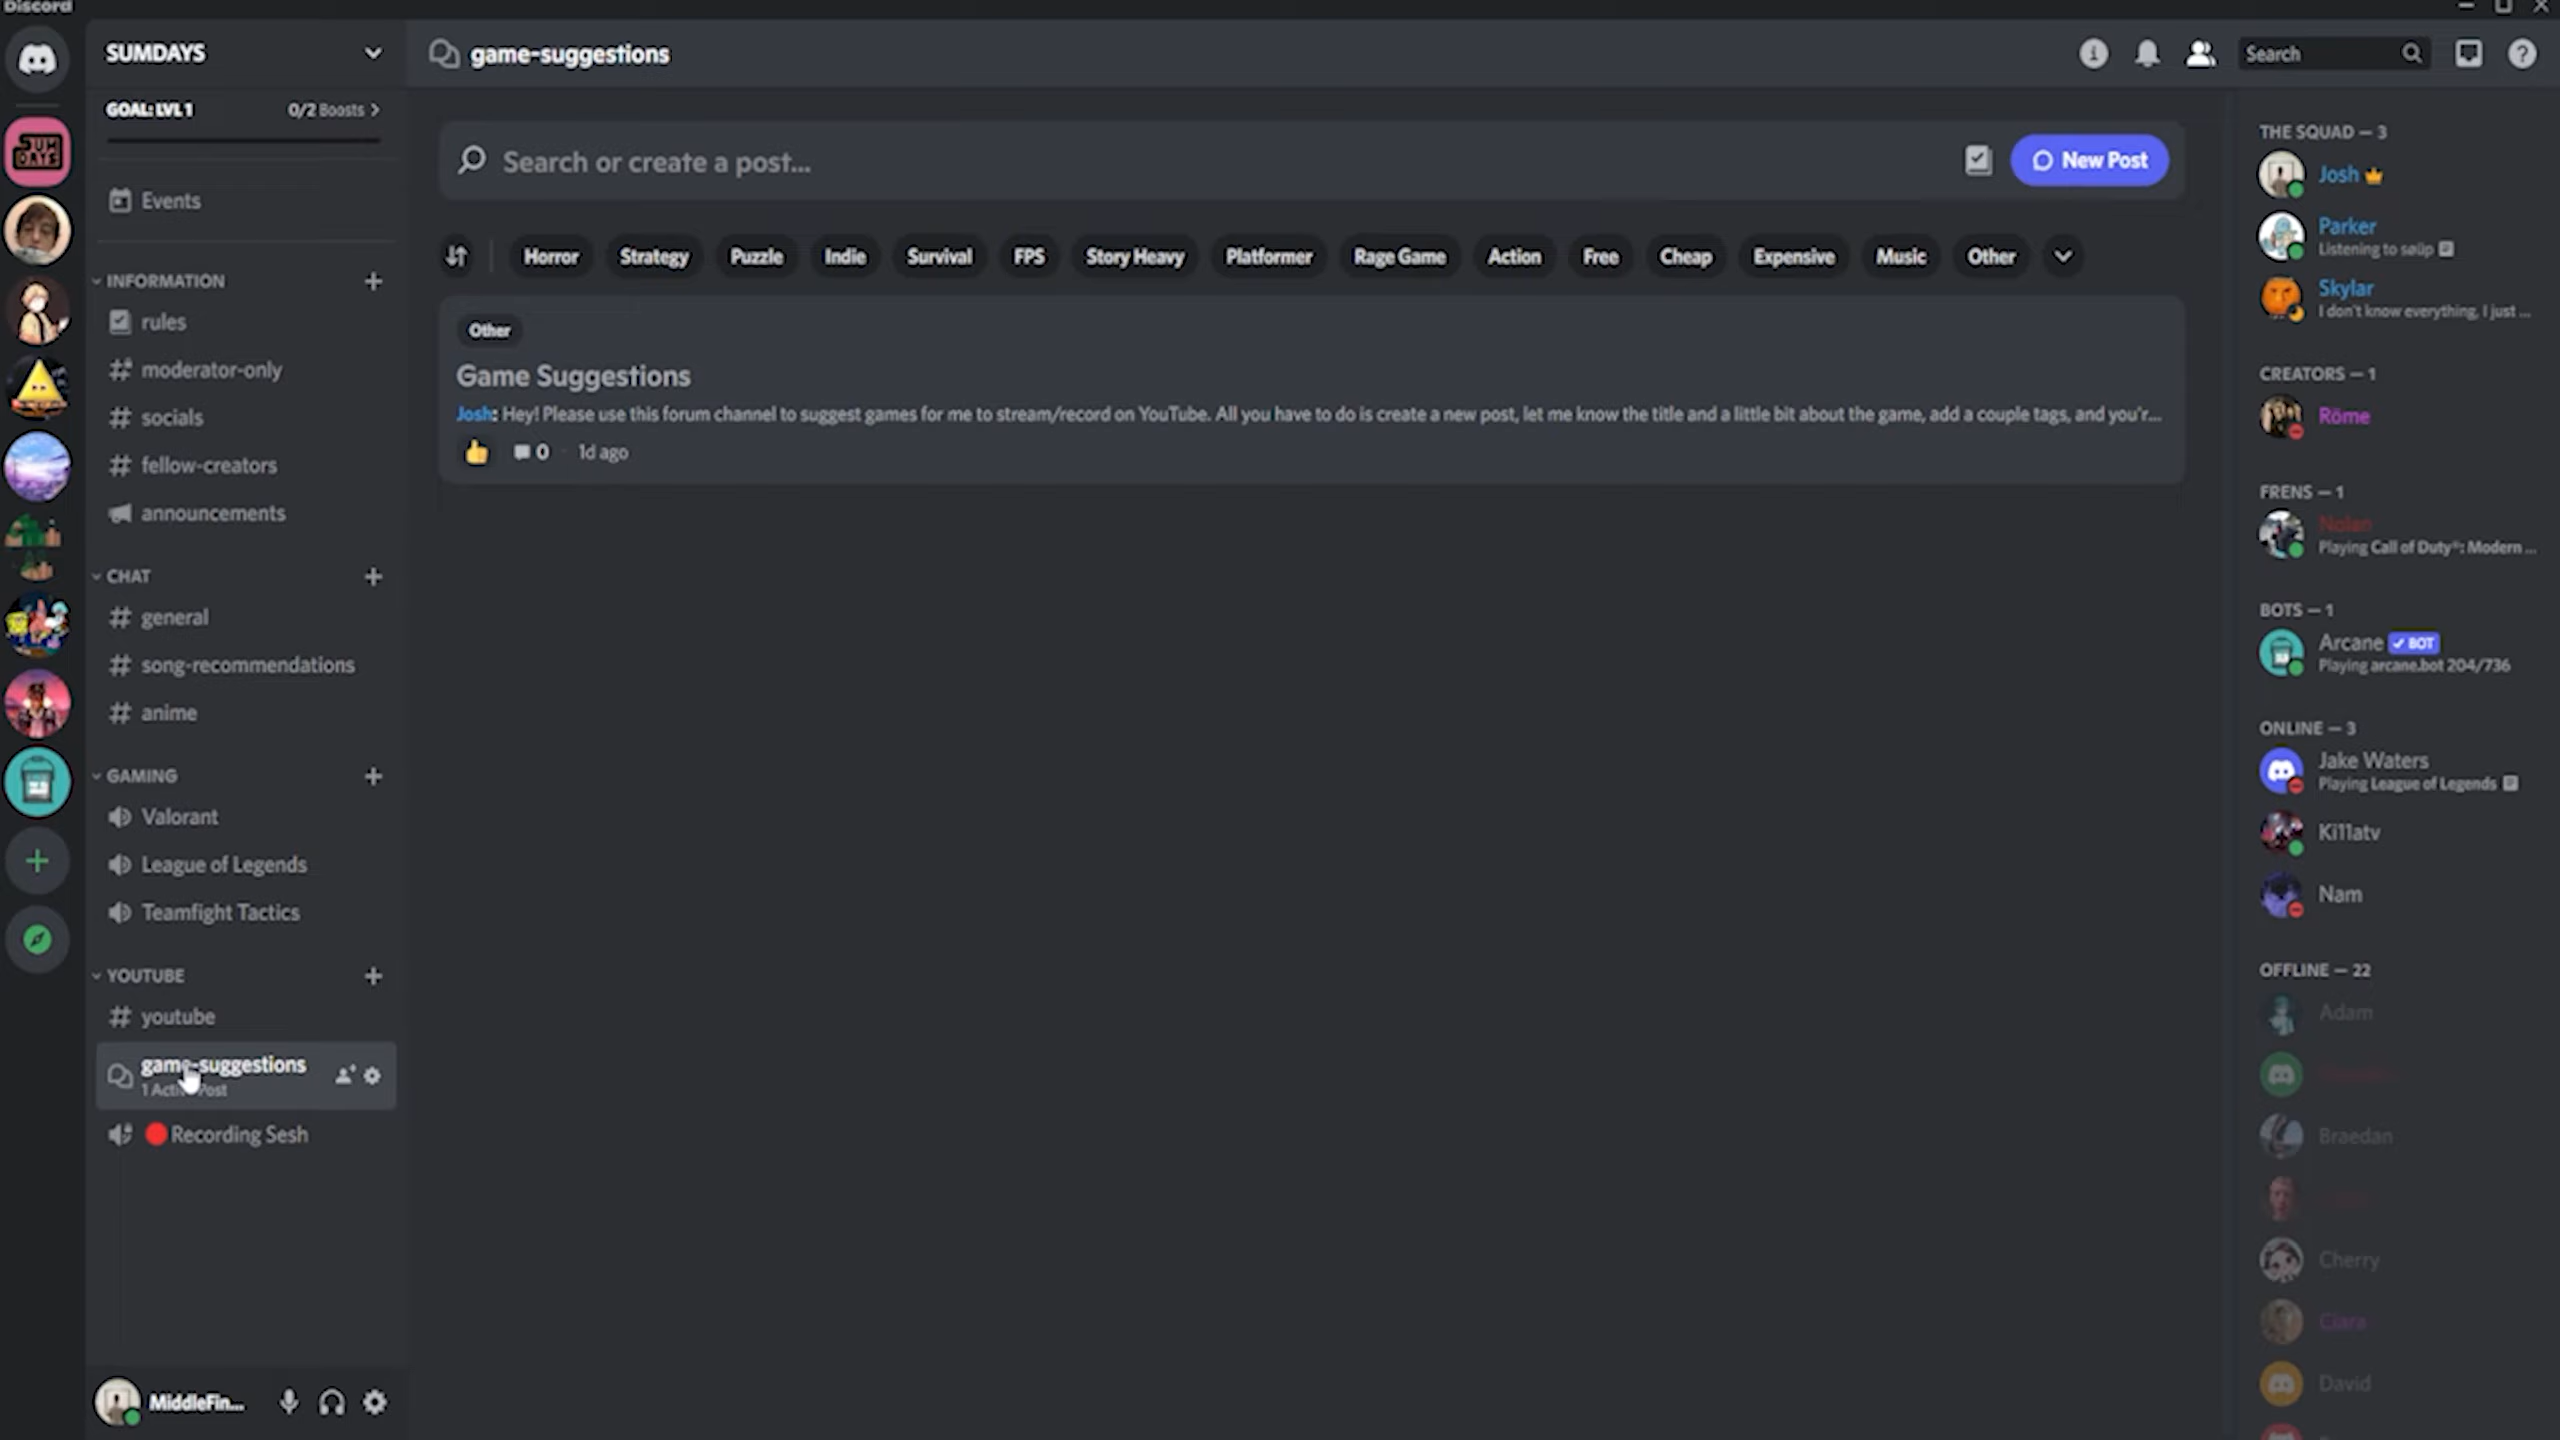 Discord
SUMDAYS
GOAL: LVL 1
0/2 Boosts
Events
INFORMATION
rules
moderator-only
socials
fellow-creators
announcements
CHAT
general
song-recommendations
anime
GAMING
Valorant
League of Legends
Teamfight Tactics
YOUTUBE
youtube
game-suggestions
1 Active Post
Recording Sesh
MiddleFin...
game-suggestions
Search
Search or create a post...
New Post
Horror Strategy Puzzle Indie Survival FPS Story Heavy Platformer Rage Game Action Free Cheap Expensive Music Other
Other
Game Suggestions
Josh: Hey! Please use this forum channel to suggest games for me to stream/record on YouTube. All you have to do is create a new post, let me know the title and a little bit about the game, add a couple tags, and you'r...
0 · 1d ago
THE SQUAD — 3
Josh
Parker
Listening to søüp
Skylar
I don't know everything, I just ...
CREATORS — 1
Rōme
FRENS — 1
Nolan
Playing Call of Duty®: Modern ...
BOTS — 1
Arcane BOT
Playing arcane.bot 204/736
ONLINE — 3
Jake Waters
Playing League of Legends
Ki11atv
Nam
OFFLINE — 22
Adam
Braedan
Cherry
Ciara
David